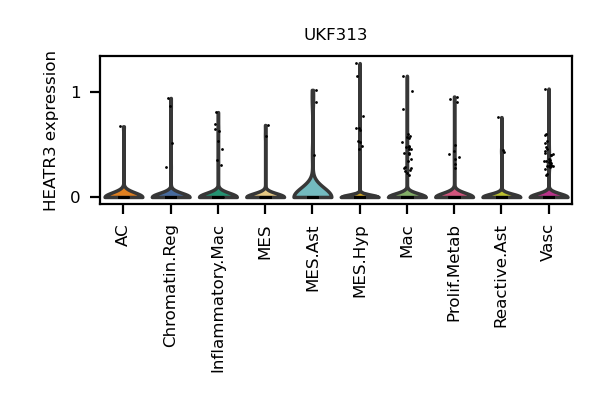 UKF313
HEATR3 expression
1
0
AC
Chromatin.Reg
Inflammatory.Mac
MES
MES.Ast
MES.Hyp
Mac
Prolif.Metab
Reactive.Ast
Vasc